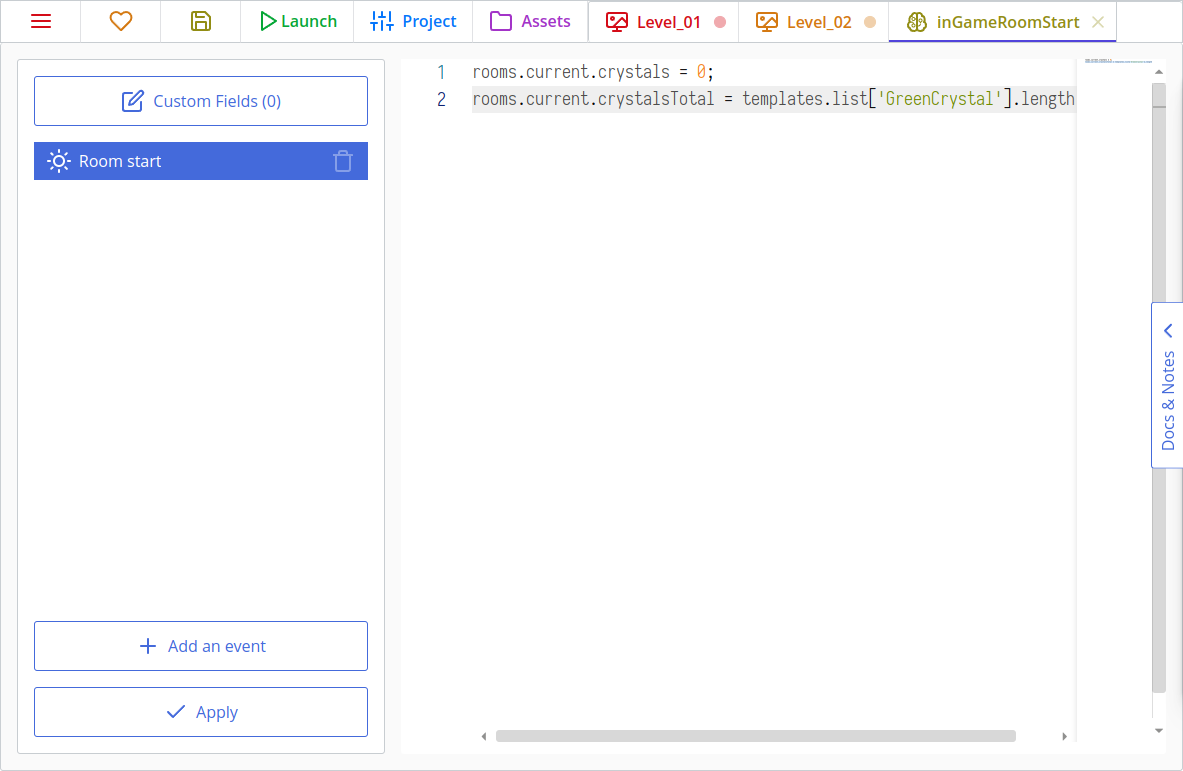 Launch
Project
Assets
Level_01
Level_02
inGameRoomStart
Custom Fields (0)
Room start
Add an event
Apply
1 rooms.current.crystals = 0;
2 rooms.current.crystalsTotal = templates.list['GreenCrystal'].length
Docs & Notes